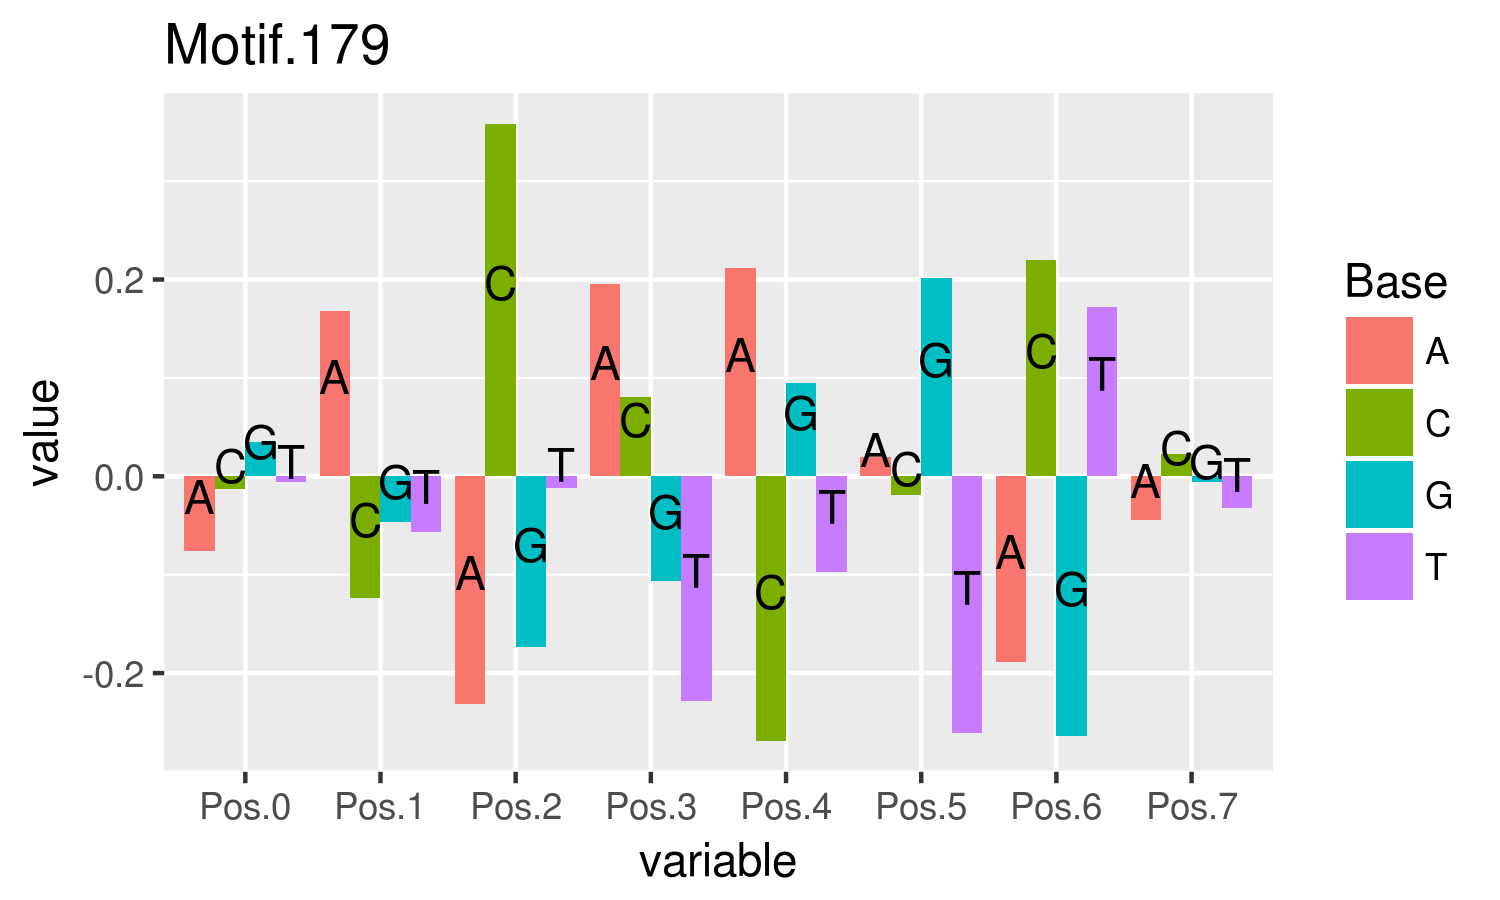 Motif.179
value
0.2
0.0
-0.2
A C G T
A C G T
A C G T
A C G T
A C G T
A C G T
A C G T
A C G T
Pos.0 Pos.1 Pos.2 Pos.3 Pos.4 Pos.5 Pos.6 Pos.7
variable
Base
A
C
G
T